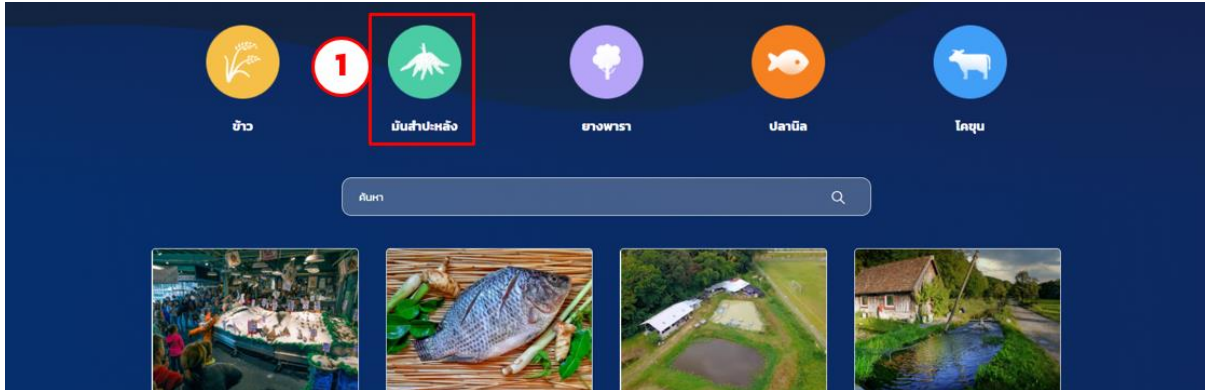 1
ข้าว
มันสำปะหลัง
ยางพารา
ปลานิล
โคขุน
ค้นหา